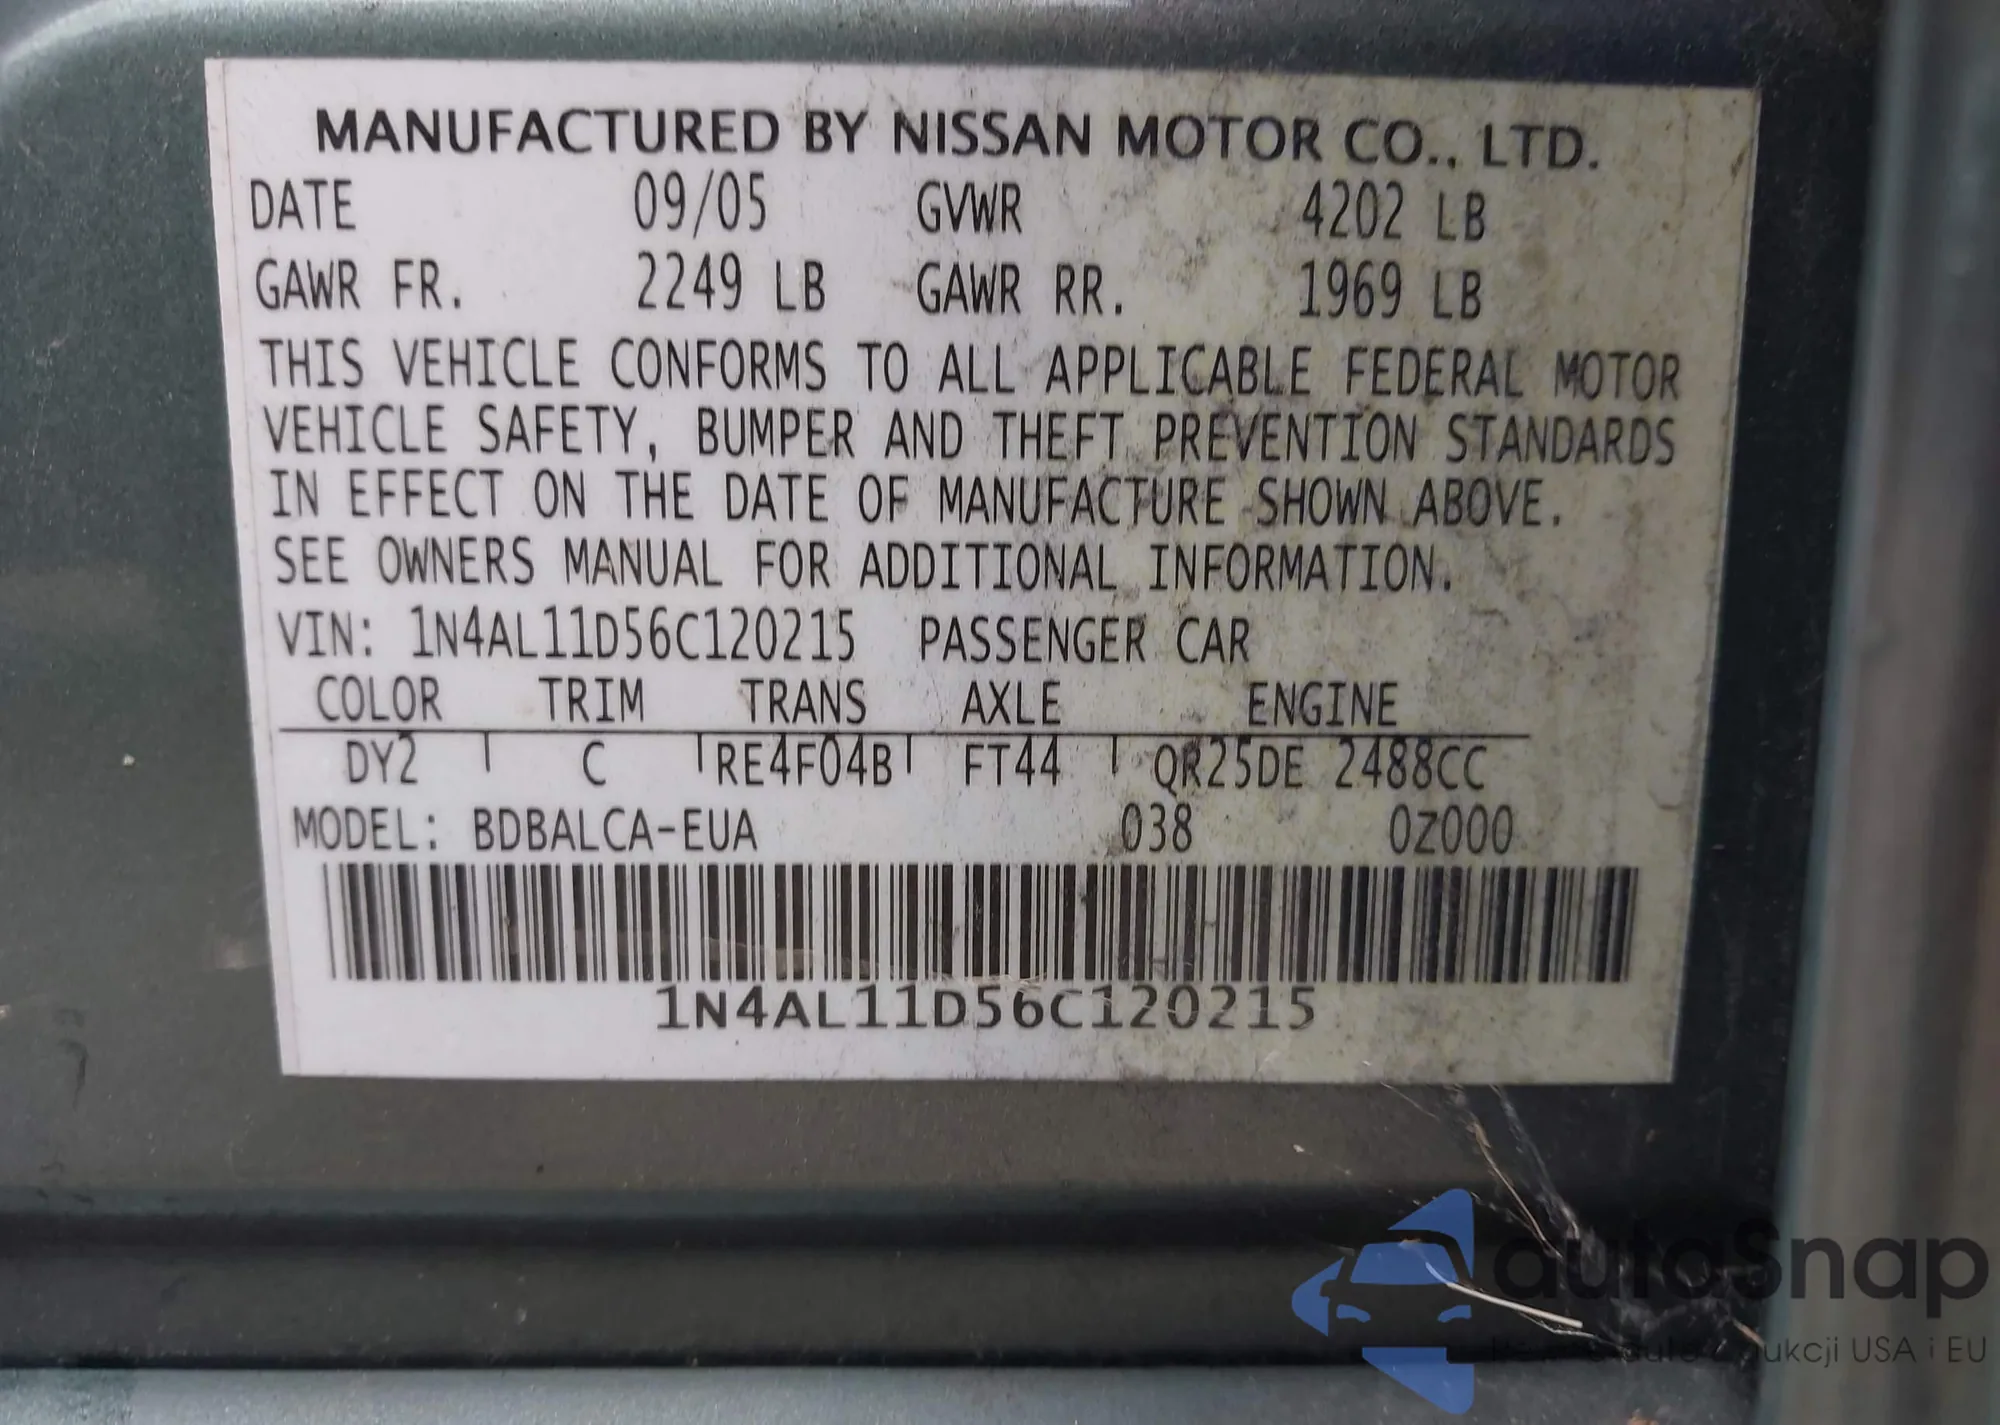 MANUFACTURED BY NISSAN MOTOR CO., LTD.
DATE 09/05 GVWR 4202 LB
GAWR FR. 2249 LB GAWR RR. 1969 LB
THIS VEHICLE CONFORMS TO ALL APPLICABLE FEDERAL MOTOR
VEHICLE SAFETY, BUMPER AND THEFT PREVENTION STANDARDS
IN EFFECT ON THE DATE OF MANUFACTURE SHOWN ABOVE.
SEE OWNERS MANUAL FOR ADDITIONAL INFORMATION.
VIN: 1N4AL11D56C120215 PASSENGER CAR
COLOR TRIM TRANS AXLE ENGINE
DY2 C RE4F04B FT44 QR25DE 2488CC
MODEL: BDBALCA-EUA 038 0Z000
1N4AL11D56C120215
autoSnap
USA i EU